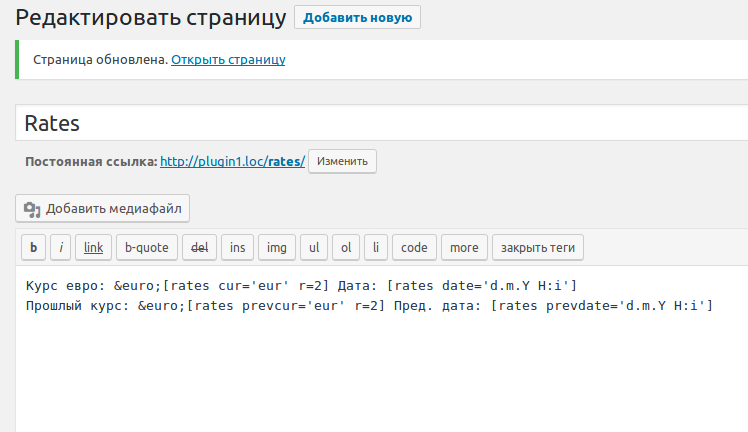 Редактировать страницу Добавить новую
Страница обновлена. Открыть страницу
Rates
Постоянная ссылка: http://plugin1.loc/rates/ Изменить
Добавить медиафайл
b i link b-quote del ins img ul ol li code more закрыть теги
Курс евро: &euro;[rates cur='eur' r=2] Дата: [rates date='d.m.Y H:i']
Прошлый курс: &euro;[rates prevcur='eur' r=2] Пред. дата: [rates prevdate='d.m.Y H:i']